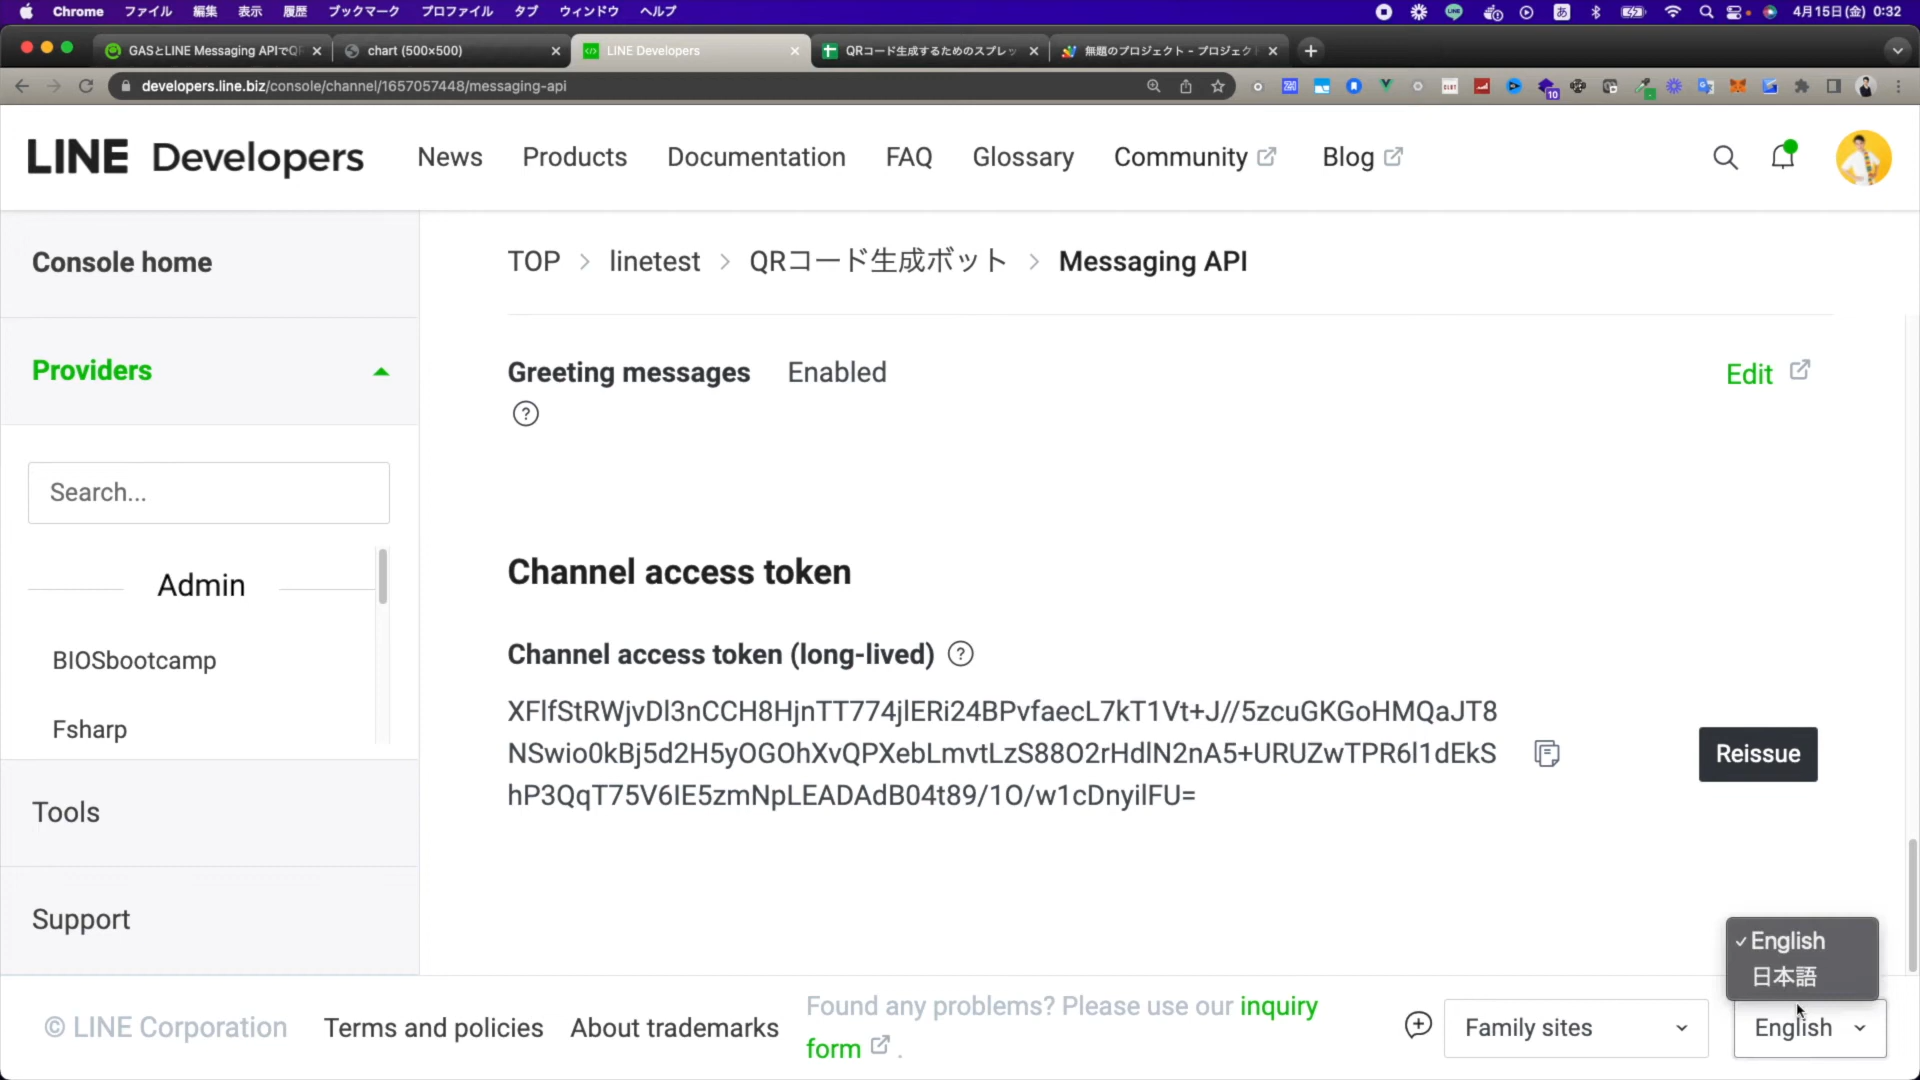 Chrome ファイル 編集 表示 履歴 ブックマーク プロファイル タブ ウィンドウ ヘルプ あ 4月15日(金) 0:32
GASとLINE Messaging APIでQR
chart (500×500)
LINE Developers
QRコード生成するためのスプレッ
無題のプロジェクト - プロジェクト
developers.line.biz/console/channel/1657057448/messaging-api
10
LINE Developers News Products Documentation FAQ Glossary Community Blog
Console home
Providers
Search...
Admin
BIOSbootcamp
Fsharp
Tools
Support
TOP > linetest > QRコード生成ボット > Messaging API
Greeting messages Enabled Edit
?
Channel access token
Channel access token (long-lived) ?
XFlfStRWjvDl3nCCH8HjnTT774jlERi24BPvfaecL7kT1Vt+J//5zcuGKGoHMQaJT8
NSwio0kBj5d2H5yOGOhXvQPXebLmvtLzS88O2rHdlN2nA5+URUZwTPR6l1dEkS
hP3QqT75V6IE5zmNpLEADAdB04t89/1O/w1cDnyilFU=
Reissue
English
日本語
© LINE Corporation Terms and policies About trademarks
Found any problems? Please use our inquiry
form .
Family sites
English